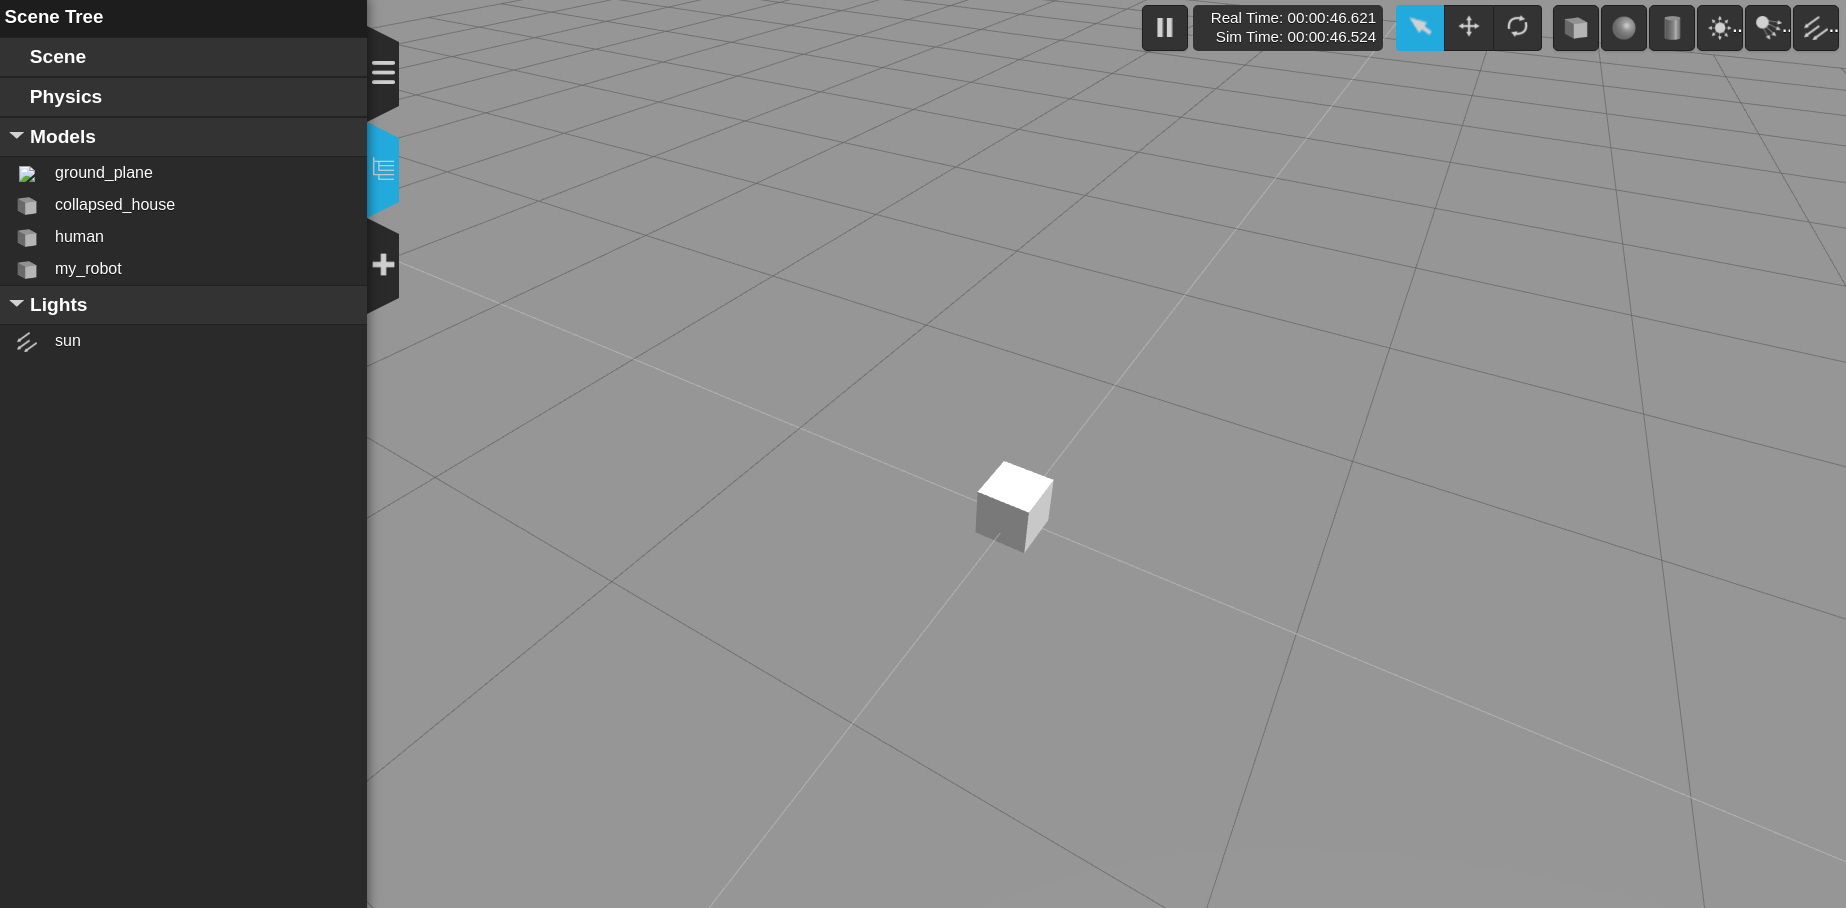 Scene Tree
Scene
Physics
Models
ground_plane
collapsed_house
human
my_robot
Lights
sun
Real Time: 00:00:46.621
Sim Time: 00:00:46.524